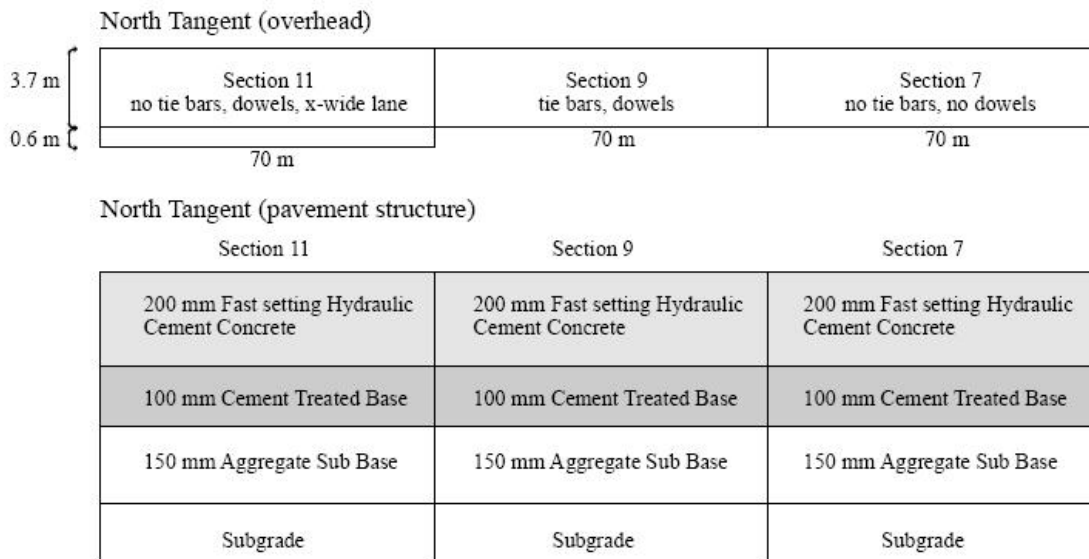 North Tangent (overhead)
3.7 m
Section 11
no tie bars, dowels, x-wide lane
Section 9
tie bars, dowels
Section 7
no tie bars, no dowels
0.6 m
70 m
70 m
70 m
North Tangent (pavement structure)
Section 11
Section 9
Section 7
200 mm Fast setting Hydraulic
Cement Concrete
200 mm Fast setting Hydraulic
Cement Concrete
200 mm Fast setting Hydraulic
Cement Concrete
100 mm Cement Treated Base
100 mm Cement Treated Base
100 mm Cement Treated Base
150 mm Aggregate Sub Base
150 mm Aggregate Sub Base
150 mm Aggregate Sub Base
Subgrade
Subgrade
Subgrade